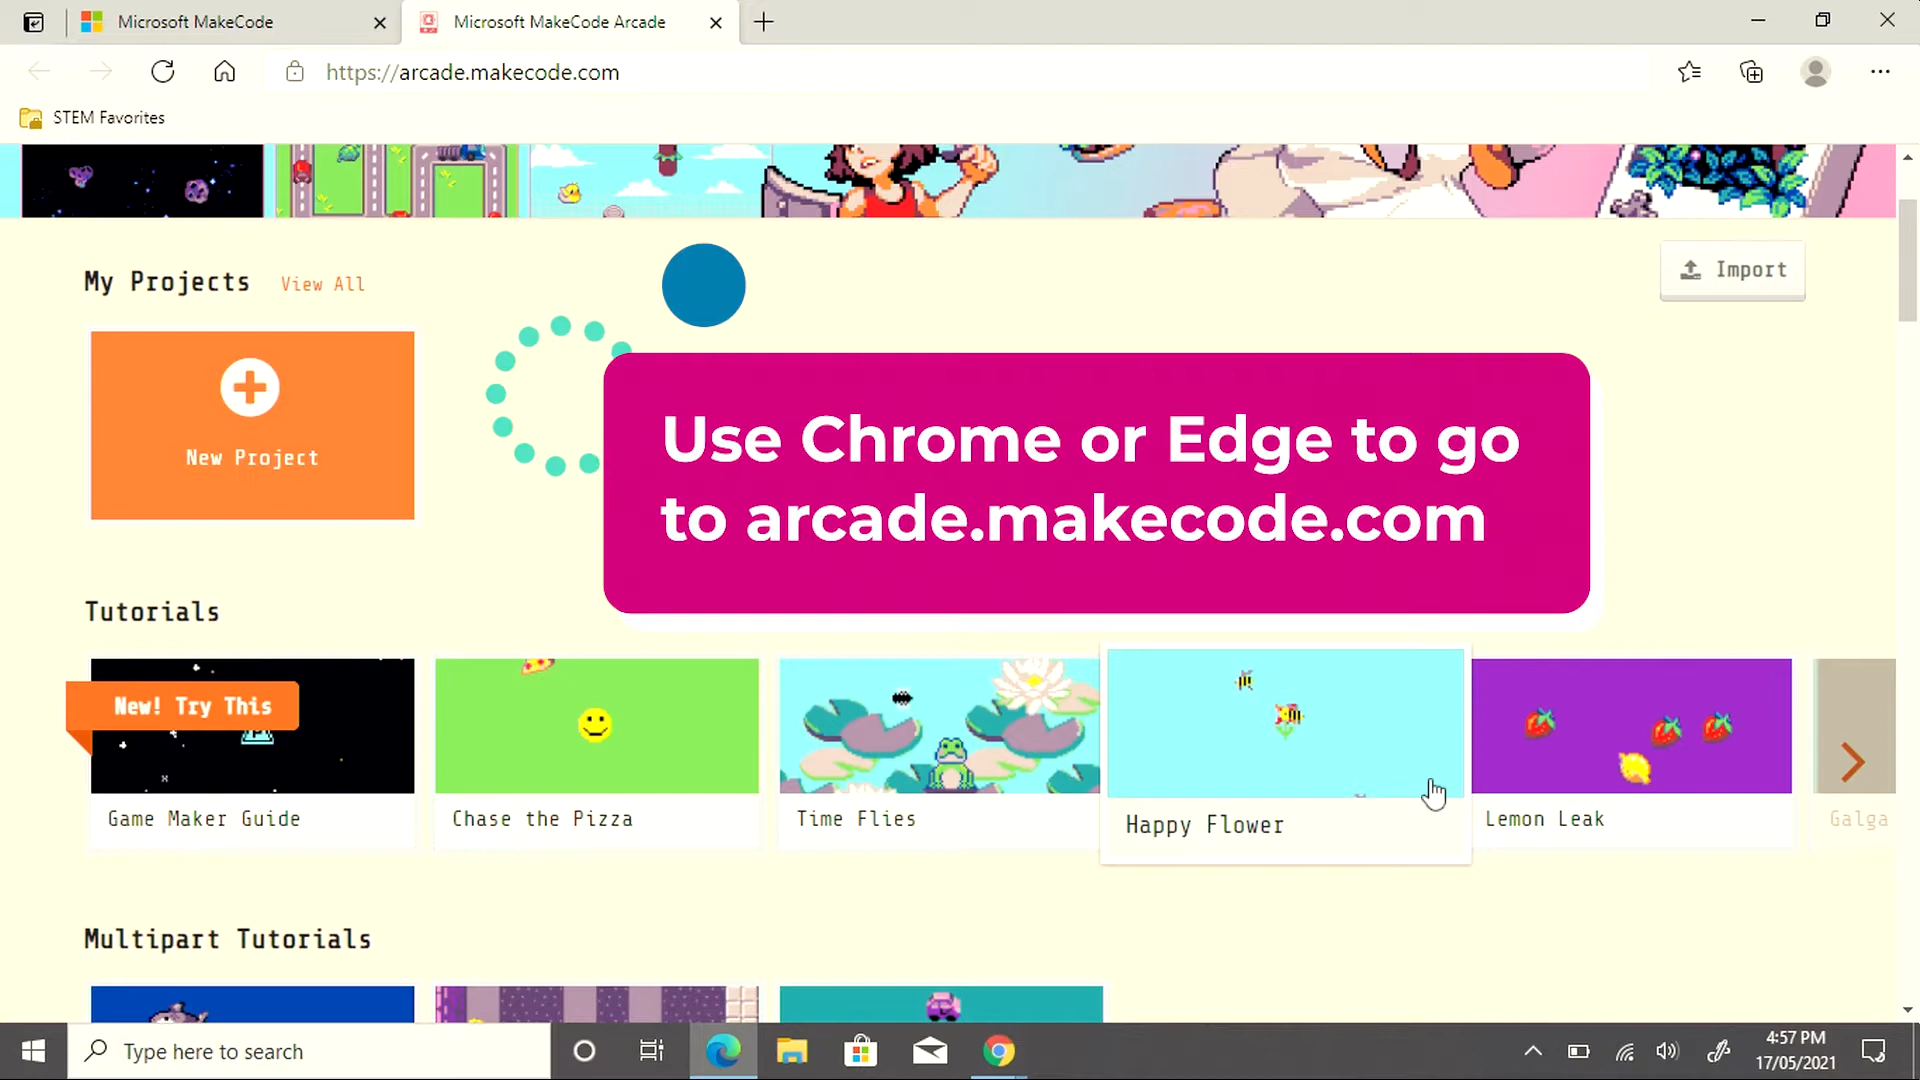 Microsoft MakeCode
Microsoft MakeCode Arcade
https://arcade.makecode.com
STEM Favorites
My Projects View All
Import
New Project
Use Chrome or Edge to go
to arcade.makecode.com
Tutorials
New! Try This
Game Maker Guide
Chase the Pizza
Time Flies
Happy Flower
Lemon Leak
Galga
Multipart Tutorials
Type here to search
4:57 PM
17/05/2021